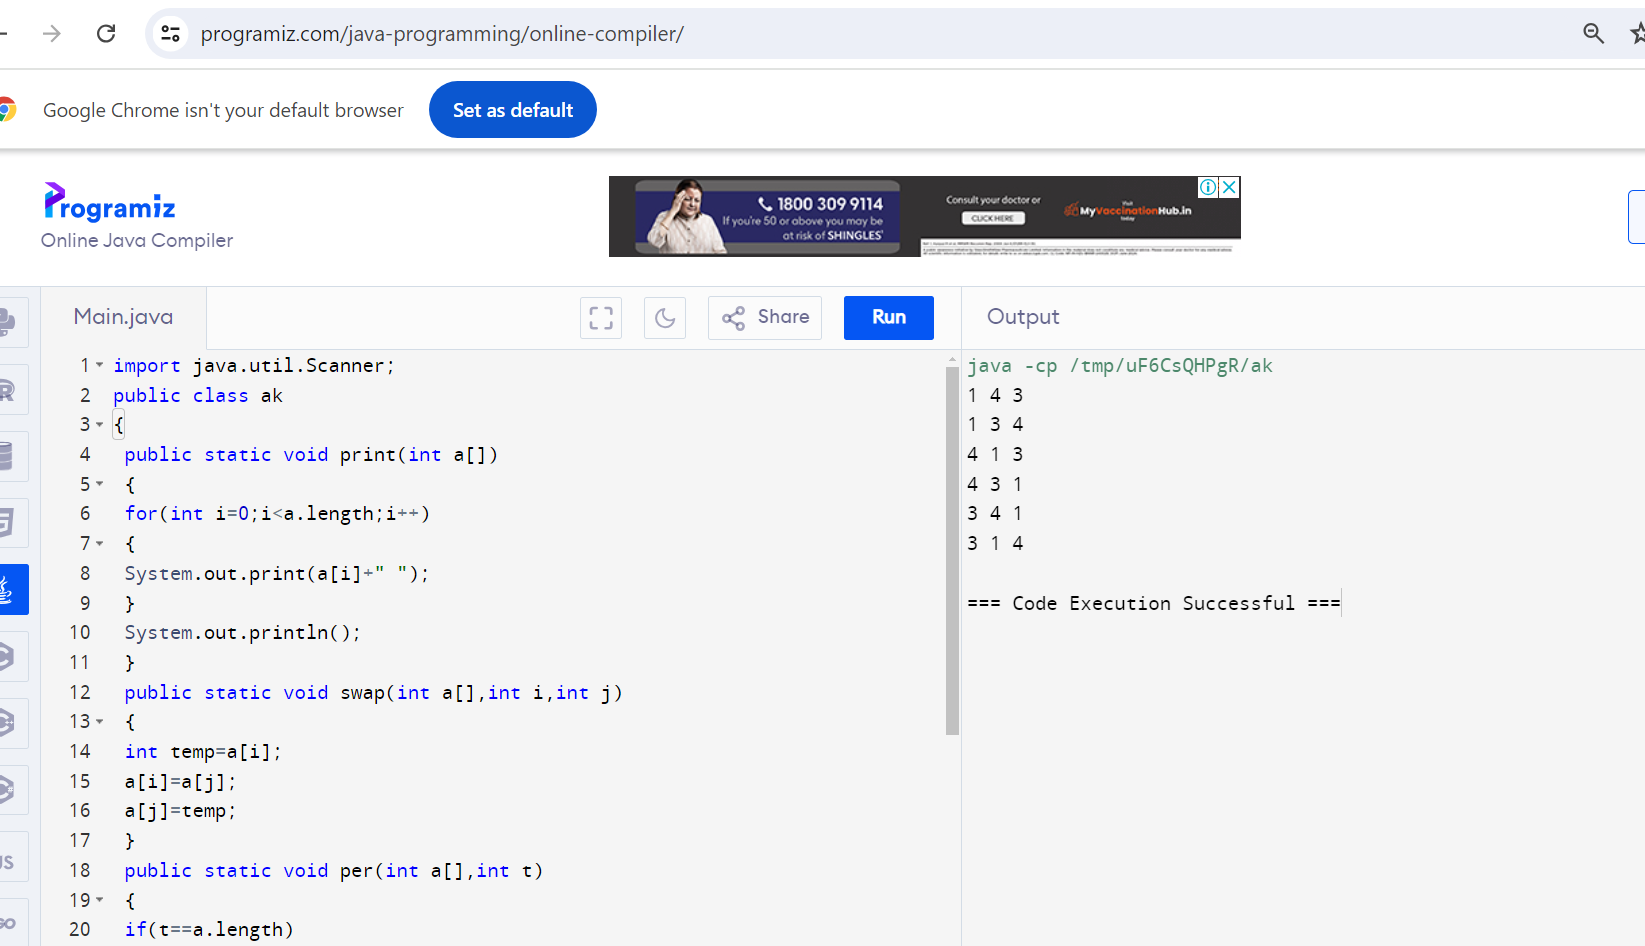 programiz.com/java-programming/online-compiler/
Google Chrome isn't your default browser
Set as default
Programiz
Online Java Compiler
1800 309 9114
If you're 50 or above you may be
at risk of SHINGLES*
Consult your doctor or
CLICK HERE
Visit
MyVaccinationHub.in
today
Main.java
Share
Run
Output
1 import java.util.Scanner;
2 public class ak
3 {
4 public static void print(int a[])
5 {
6 for(int i=0;i<a.length;i++)
7 {
8 System.out.print(a[i]+" ");
9 }
10 System.out.println();
11 }
12 public static void swap(int a[],int i,int j)
13 {
14 int temp=a[i];
15 a[i]=a[j];
16 a[j]=temp;
17 }
18 public static void per(int a[],int t)
19 {
20 if(t==a.length)
java -cp /tmp/uF6CsQHPgR/ak
1 4 3
1 3 4
4 1 3
4 3 1
3 4 1
3 1 4
=== Code Execution Successful ===